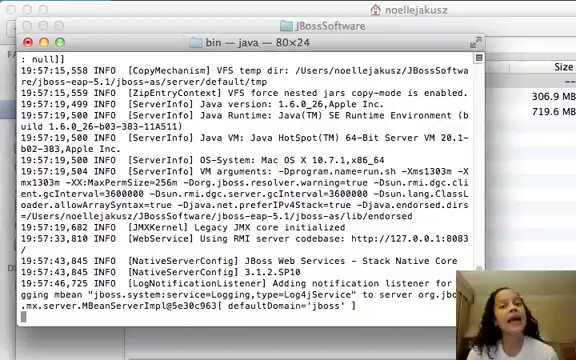 noellejakusz
JBossSoftware
bin — java — 80×24
Size
: null]]
19:57:15,558 INFO  [CopyMechanism] VFS temp dir: /Users/noellejakusz/JBossSoftwa
re/jboss-eap-5.1/jboss-as/server/default/tmp
306.9 M
19:57:15,559 INFO  [ZipEntryContext] VFS force nested jars copy-mode is enabled.
19:57:19,499 INFO  [ServerInfo] Java version: 1.6.0_26,Apple Inc.
719.6 M
19:57:19,500 INFO  [ServerInfo] Java Runtime: Java(TM) SE Runtime Environment (b
uild 1.6.0_26-b03-383-11A511)
19:57:19,500 INFO  [ServerInfo] Java VM: Java HotSpot(TM) 64-Bit Server VM 20.1-
b02-383,Apple Inc.
19:57:19,500 INFO  [ServerInfo] OS-System: Mac OS X 10.7.1,x86_64
19:57:19,504 INFO  [ServerInfo] VM arguments: -Dprogram.name=run.sh -Xms1303m -X
mx1303m -XX:MaxPermSize=256m -Dorg.jboss.resolver.warning=true -Dsun.rmi.dgc.cli
ent.gcInterval=3600000 -Dsun.rmi.dgc.server.gcInterval=3600000 -Dsun.lang.ClassL
oader.allowArraySyntax=true -Djava.net.preferIPv4Stack=true -Djava.endorsed.dirs
=/Users/noellejakusz/JBossSoftware/jboss-eap-5.1/jboss-as/lib/endorsed
19:57:19,682 INFO  [JMXKernel] Legacy JMX core initialized
19:57:33,810 INFO  [WebService] Using RMI server codebase: http://127.0.0.1:8083
/
19:57:43,845 INFO  [NativeServerConfig] JBoss Web Services - Stack Native Core
19:57:43,845 INFO  [NativeServerConfig] 3.1.2.SP10
19:57:46,725 INFO  [LogNotificationListener] Adding notification listener for
gging mbean "jboss.system:service=Logging,type=Log4jService" to server org.jbo
.mx.server.MBeanServerImpl@5e30c963[ defaultDomain='jboss' ]